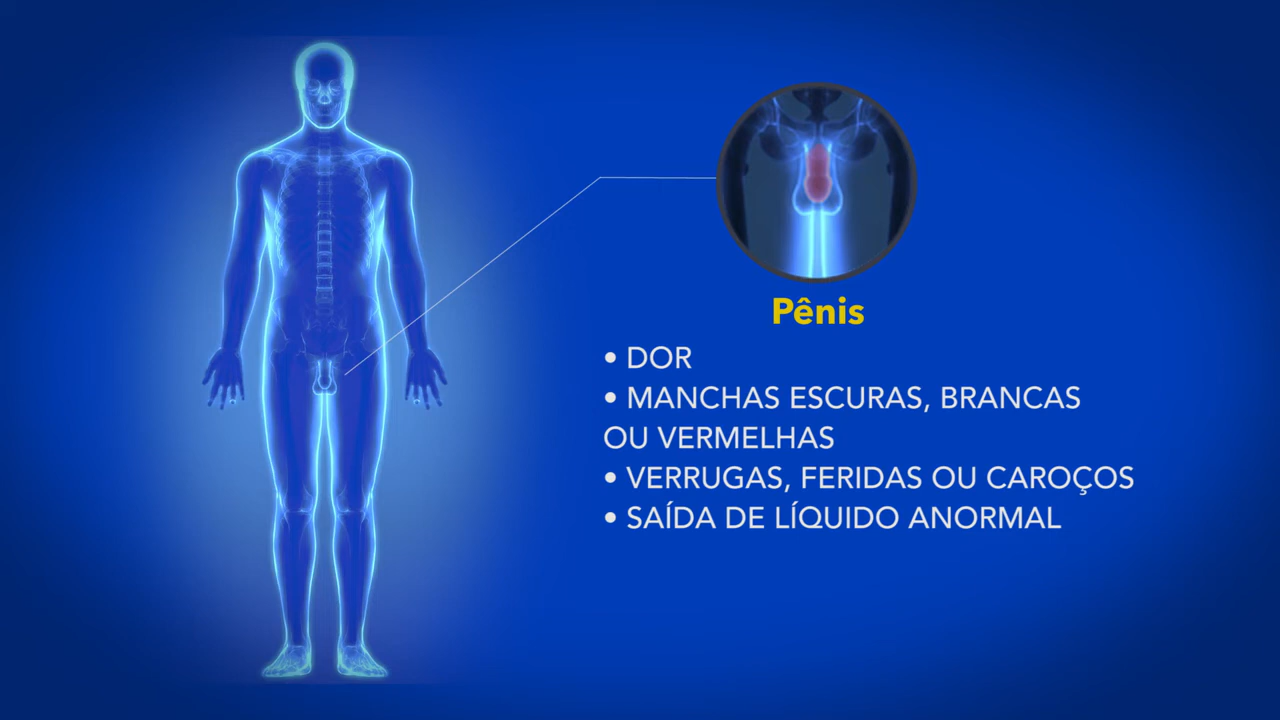 Pênis
• DOR
• MANCHAS ESCURAS, BRANCAS
OU VERMELHAS
• VERRUGAS, FERIDAS OU CAROÇOS
• SAÍDA DE LÍQUIDO ANORMAL